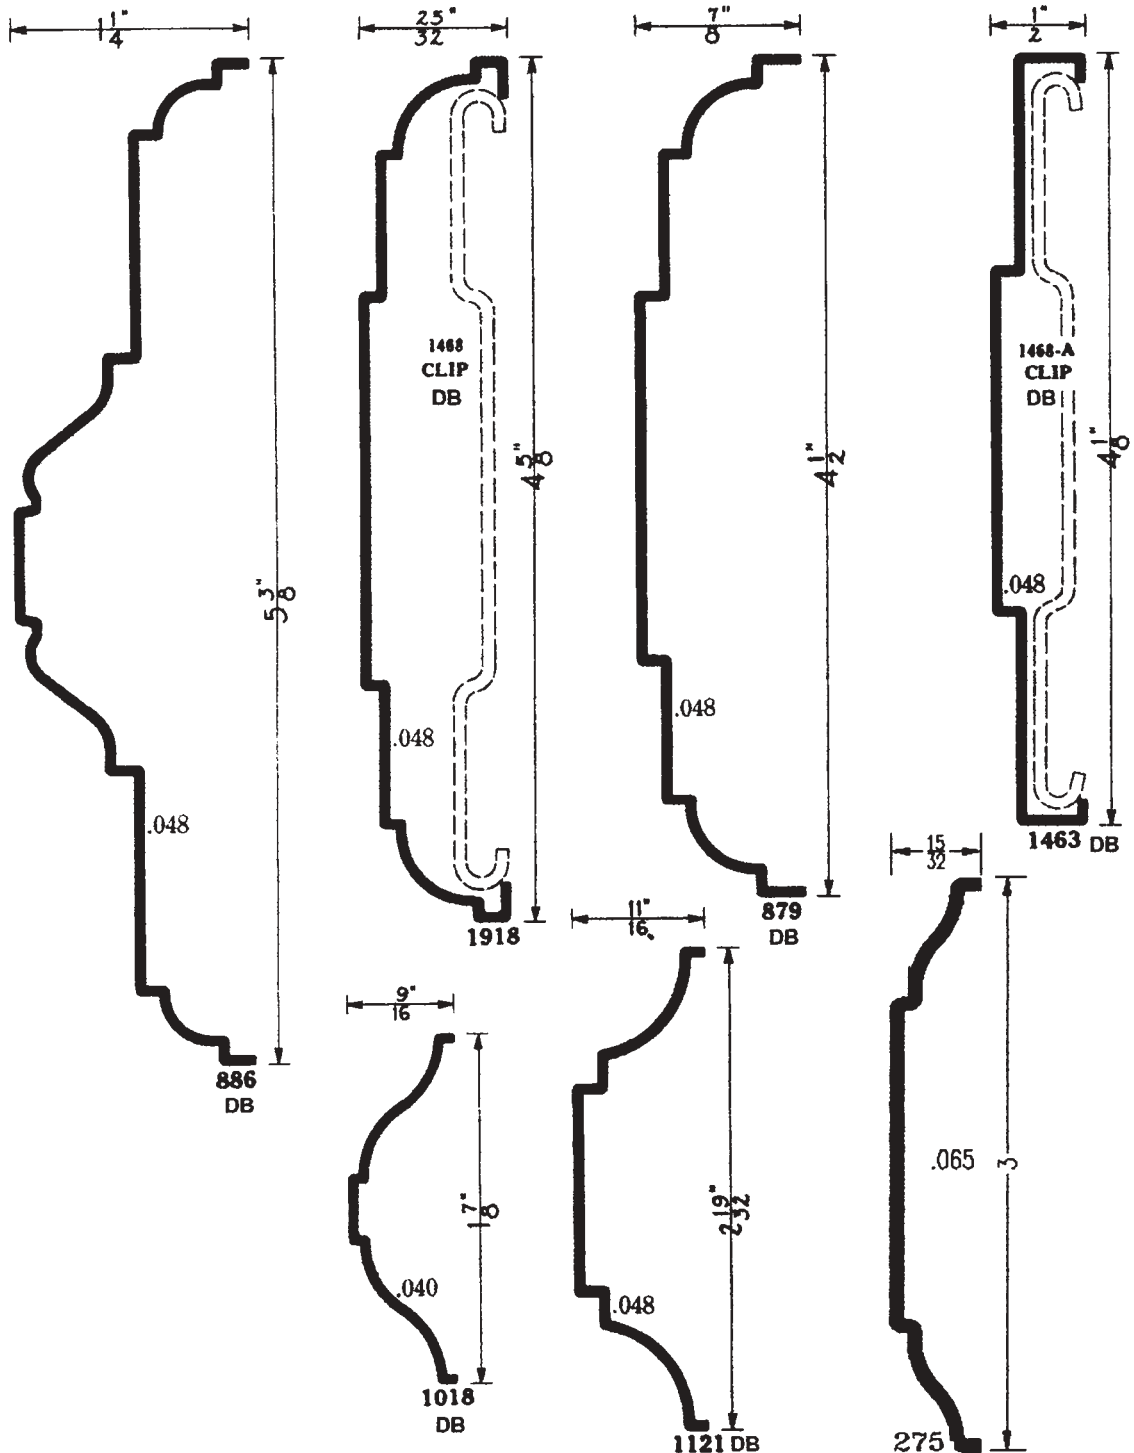 1 1/4"
25/32"
7/8"
1/2"
1468
CLIP
DB
1468-A
CLIP
DB
4 5/8"
4 1/2"
4 1/8"
5 3/8"
.048
.048
.048
.048
1463 DB
15/32
879
DB
1918
11/16"
9/16"
886
DB
.065
3
1 7/8"
2 19/32"
.040
.048
1018
DB
1121 DB
275